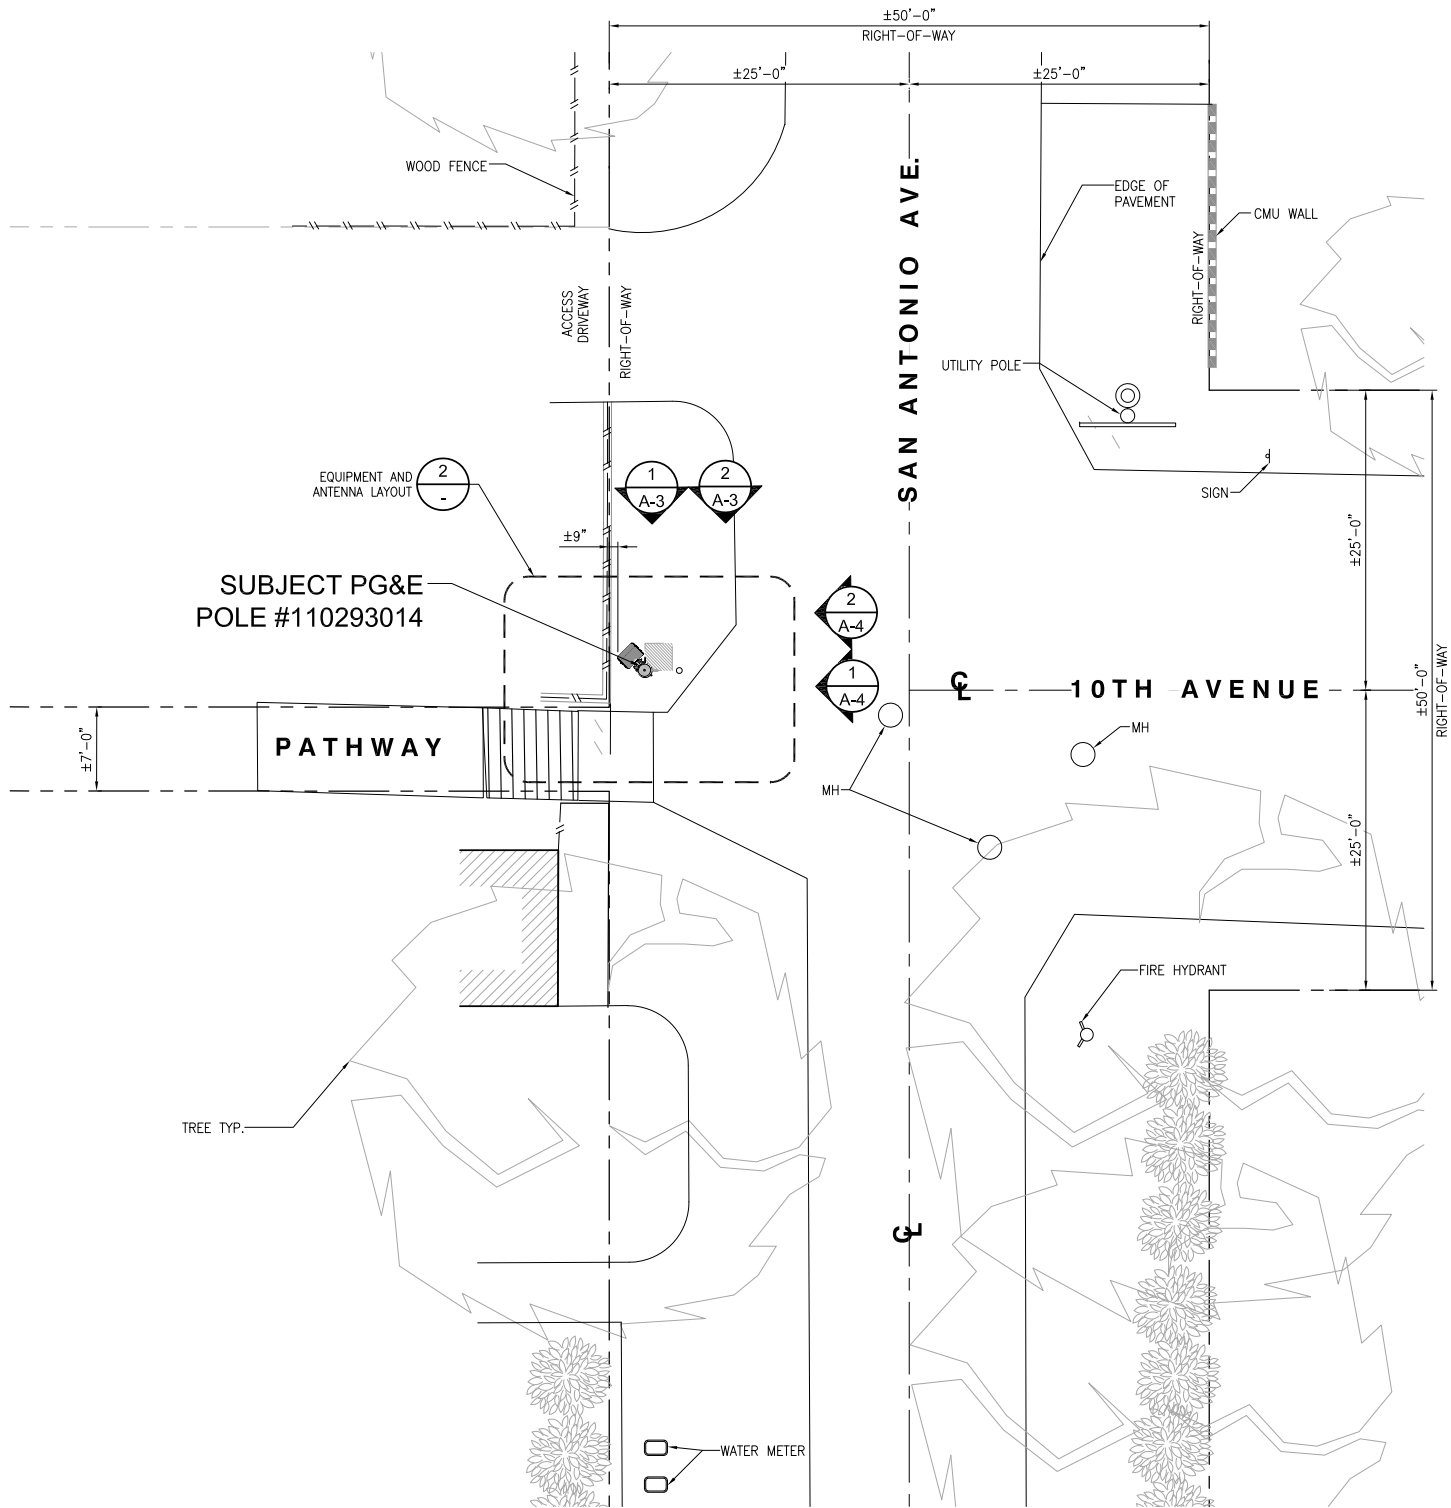 ±50'-0"
RIGHT-OF-WAY
±25'-0"
±25'-0"
WOOD FENCE
EDGE OF
PAVEMENT
CMU WALL
RIGHT-OF-WAY
SAN ANTONIO AVE.
ACCESS
DRIVEWAY
RIGHT-OF-WAY
UTILITY POLE
SIGN
EQUIPMENT AND
ANTENNA LAYOUT
2
-
1
A-3
2
A-3
±9"
±25'-0"
SUBJECT PG&E
POLE #110293014
2
A-4
1
A-4
CL
10TH AVENUE
±50'-0"
RIGHT-OF-WAY
±7'-0"
PATHWAY
MH
MH
±25'-0"
FIRE HYDRANT
TREE TYP.
CL
WATER METER